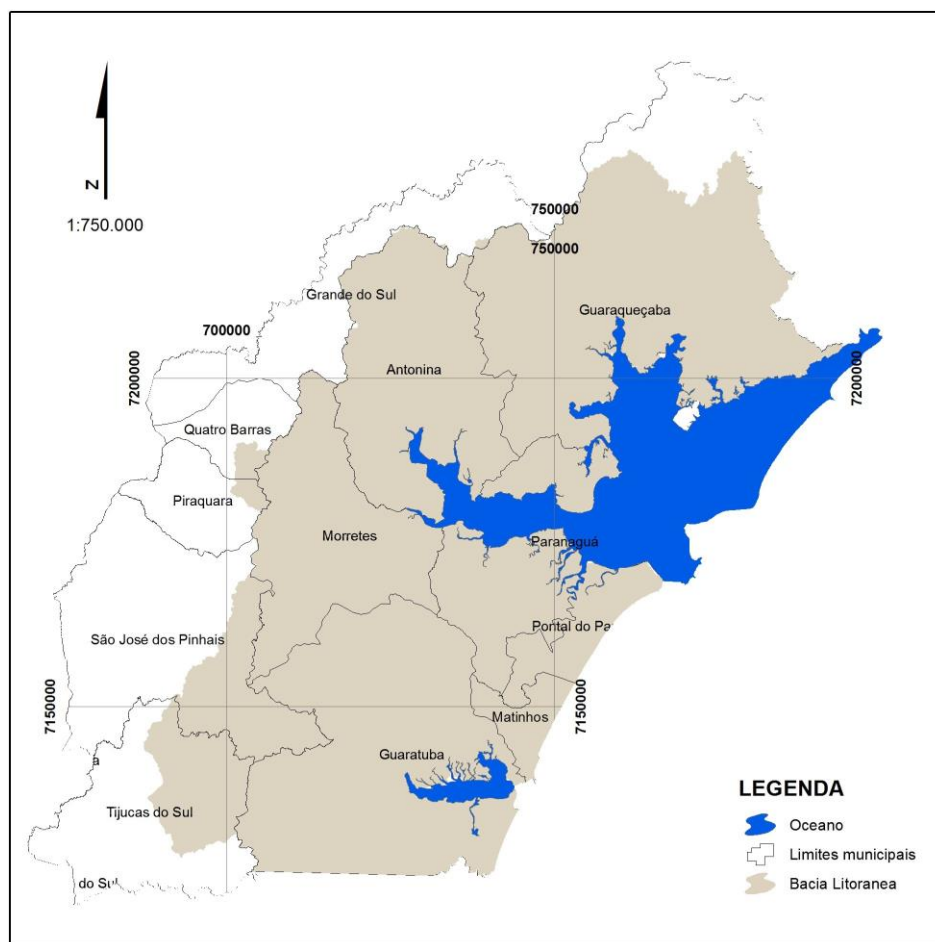 N
1:750.000
750000
750000
Grande do Sul
Guaraqueçaba
700000
7200000
7200000
Antonina
Quatro Barras
Piraquara
Morretes
Paranaguá
São José dos Pinhais
Pontal do Pa
7150000
7150000
Matinhos
Guaratuba
a
Tijucas do Sul
do Sul
LEGENDA
Oceano
Limites municipais
Bacia Litoranea